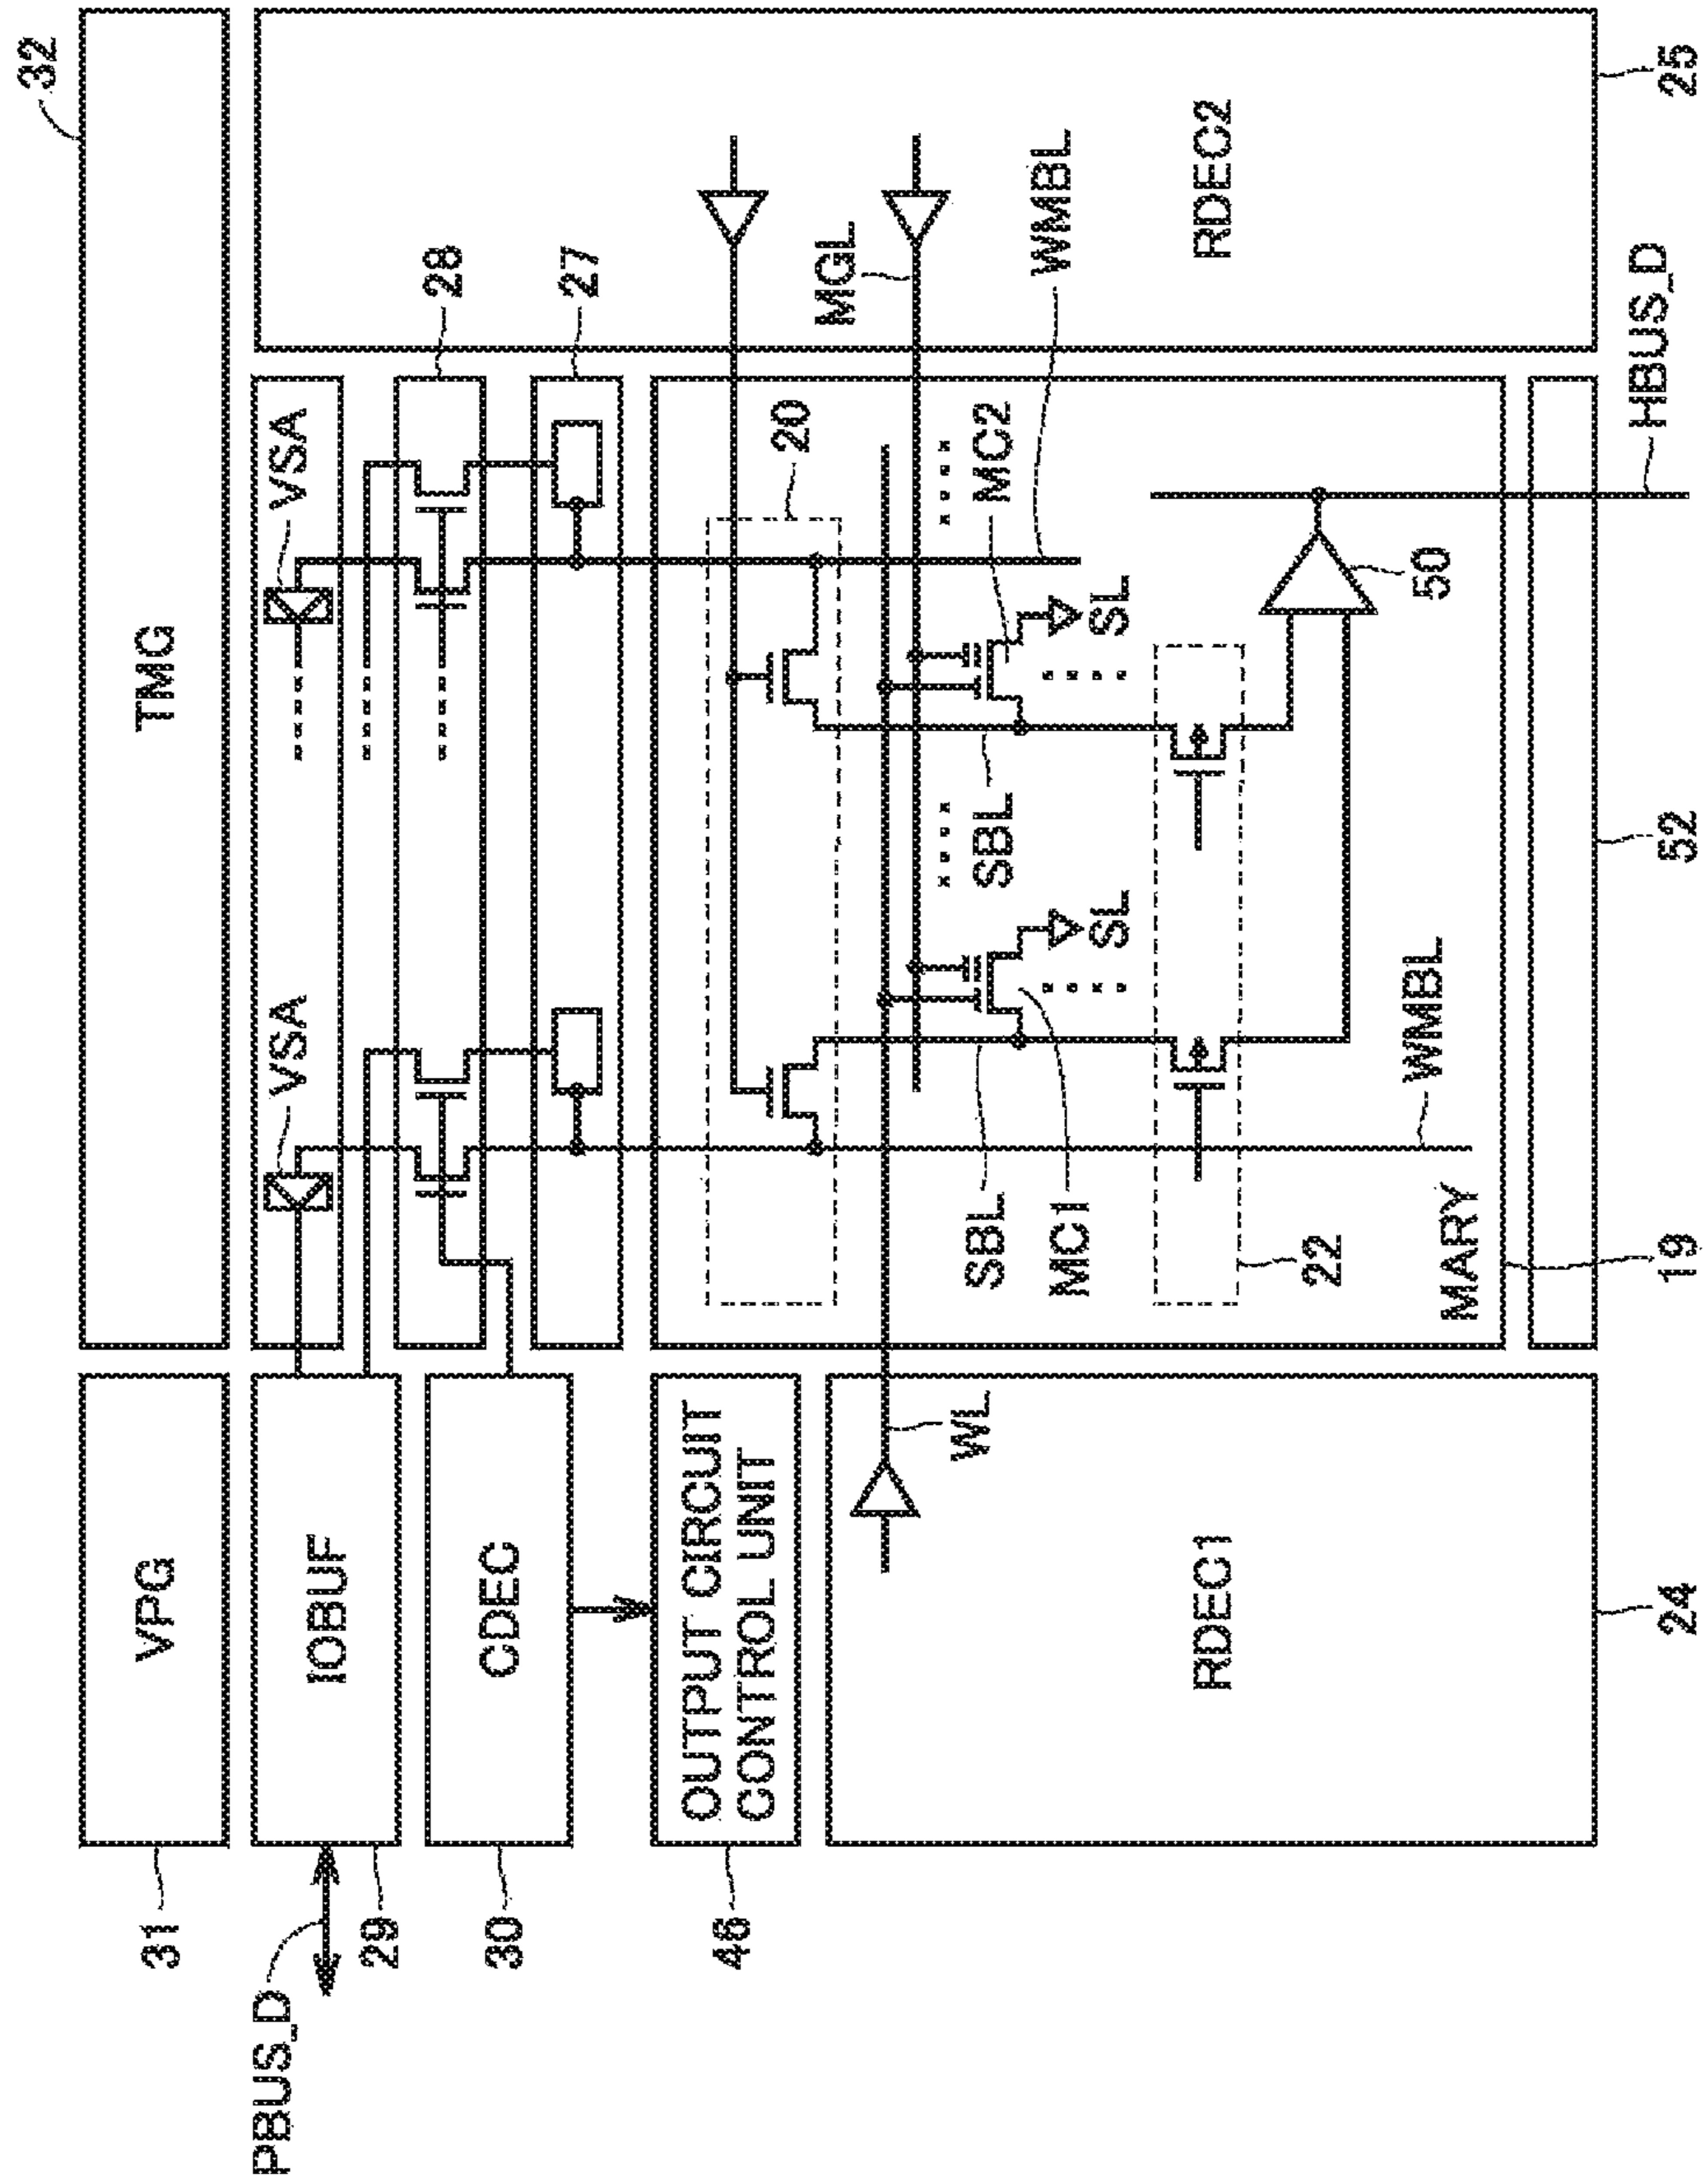 32
31
VPG
TMG
PBUS_D
VSA
VSA
IOBUF
29
28
30
CDEC
27
46
OUTPUT CIRCUIT
CONTROL UNIT
20
MGL
WL
SBL
SBL
MC2
WMBL
MC1
SL
SL
RDEC1
RDEC2
22
WMBL
50
MARY
HBUS_D
24
19
52
25